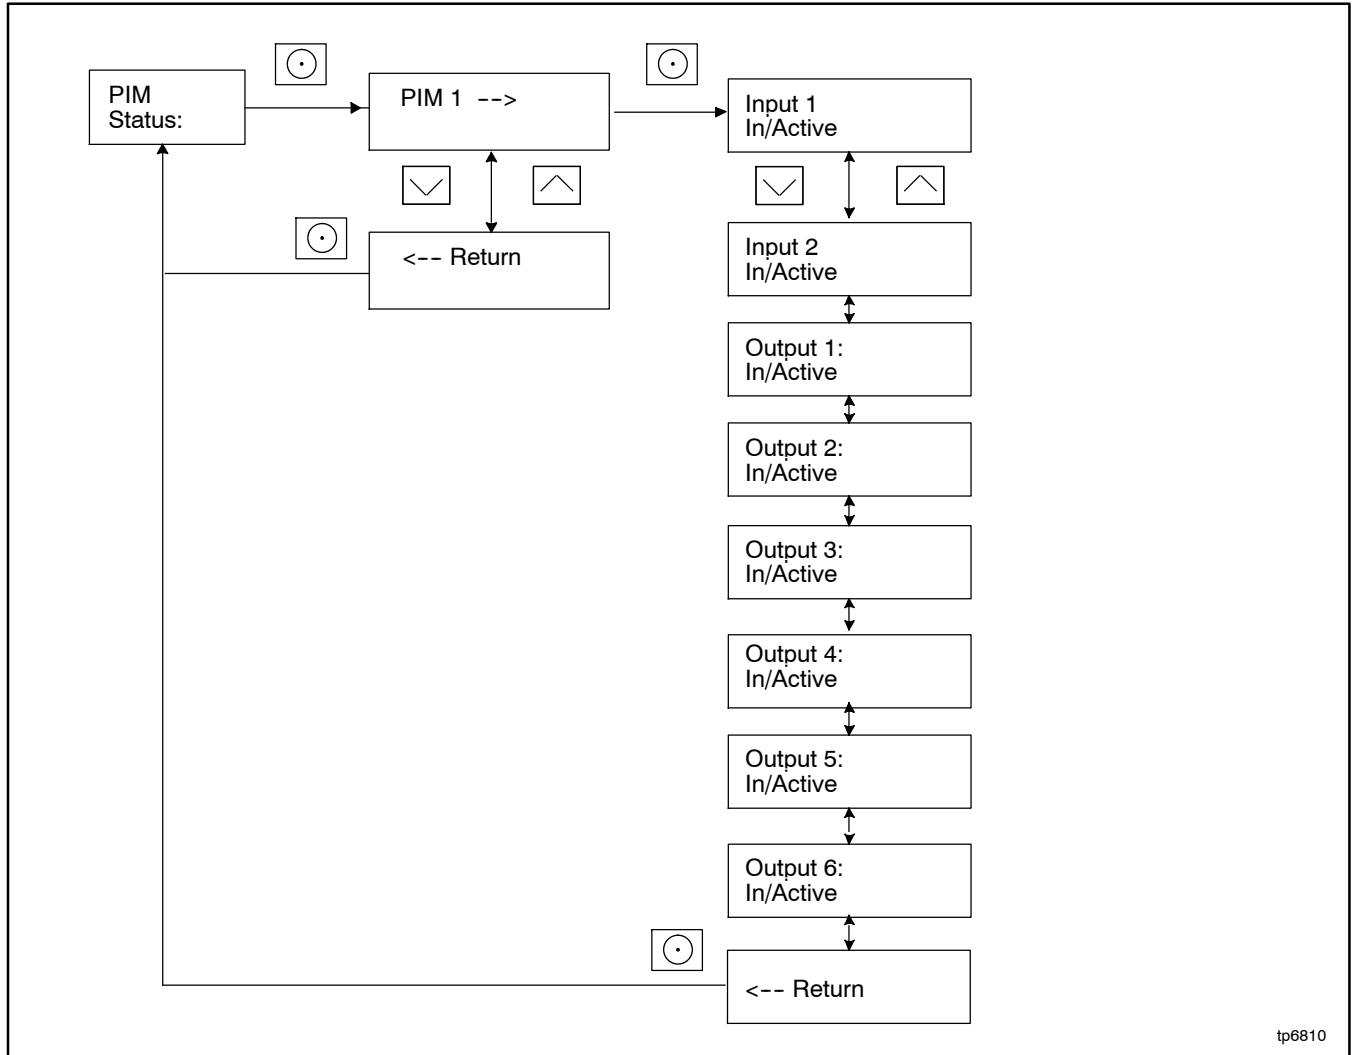 PIM
Status:
PIM 1 -->
<-- Return
Input 1
In/Active
Input 2
In/Active
Output 1:
In/Active
Output 2:
In/Active
Output 3:
In/Active
Output 4:
In/Active
Output 5:
In/Active
Output 6:
In/Active
<-- Return
tp6810